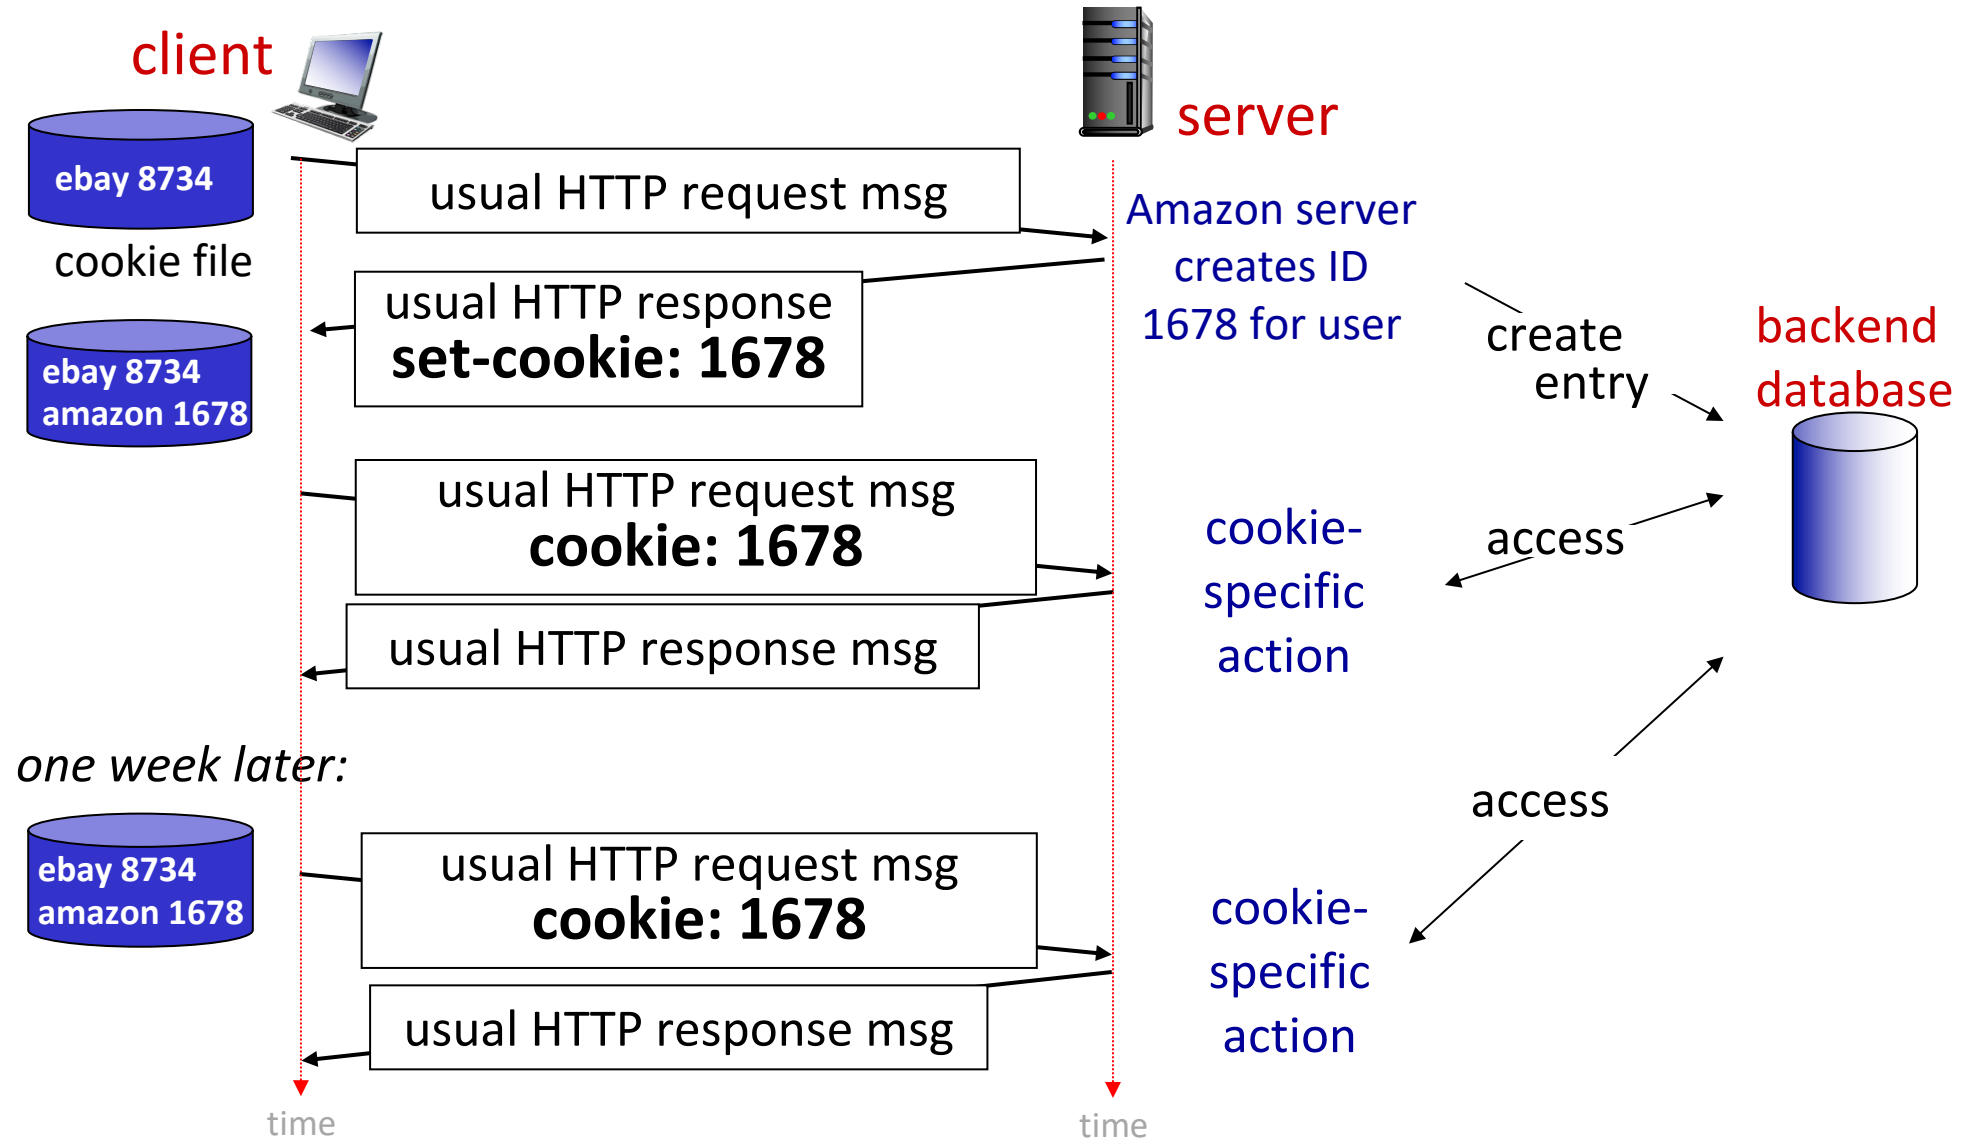 client
server
ebay 8734
cookie file
usual HTTP request msg
Amazon server
creates ID
1678 for user
usual HTTP response
set-cookie: 1678
ebay 8734
amazon 1678
create
entry
backend
database
usual HTTP request msg
cookie: 1678
cookie-
specific
action
access
usual HTTP response msg
one week later:
access
ebay 8734
amazon 1678
usual HTTP request msg
cookie: 1678
cookie-
specific
action
usual HTTP response msg
time
time